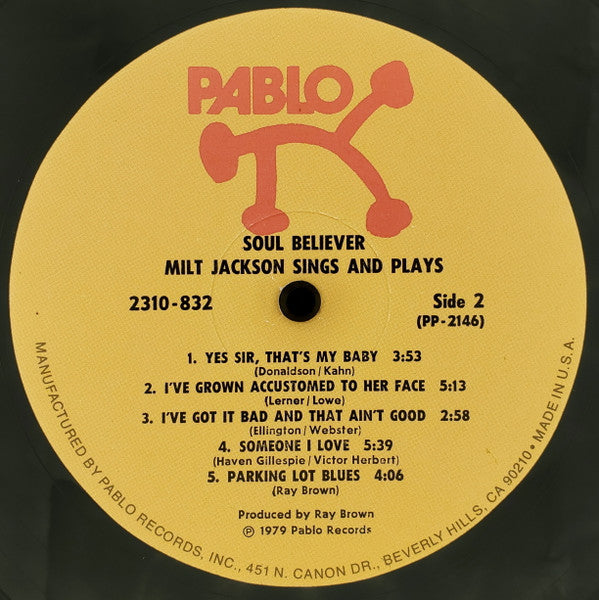 PABLO
SOUL BELIEVER
MILT JACKSON SINGS AND PLAYS
2310-832
Side 2
(PP-2146)
1. YES SIR, THAT'S MY BABY 3:53
(Donaldson/Kahn)
2. I'VE GROWN ACCUSTOMED TO HER FACE 5:13
(Lerner/Lowe)
3. I'VE GOT IT BAD AND THAT AIN'T GOOD 2:58
(Ellington/Webster)
4. SOMEONE I LOVE 5:39
(Haven Gillespie/Victor Herbert)
5. PARKING LOT BLUES 4:06
(Ray Brown)
Produced by Ray Brown
Ⓟ 1979 Pablo Records
MANUFACTURED BY PABLO RECORDS, INC., 451 N. CANON DR., BEVERLY HILLS, CA 90210 • MADE IN U.S.A.